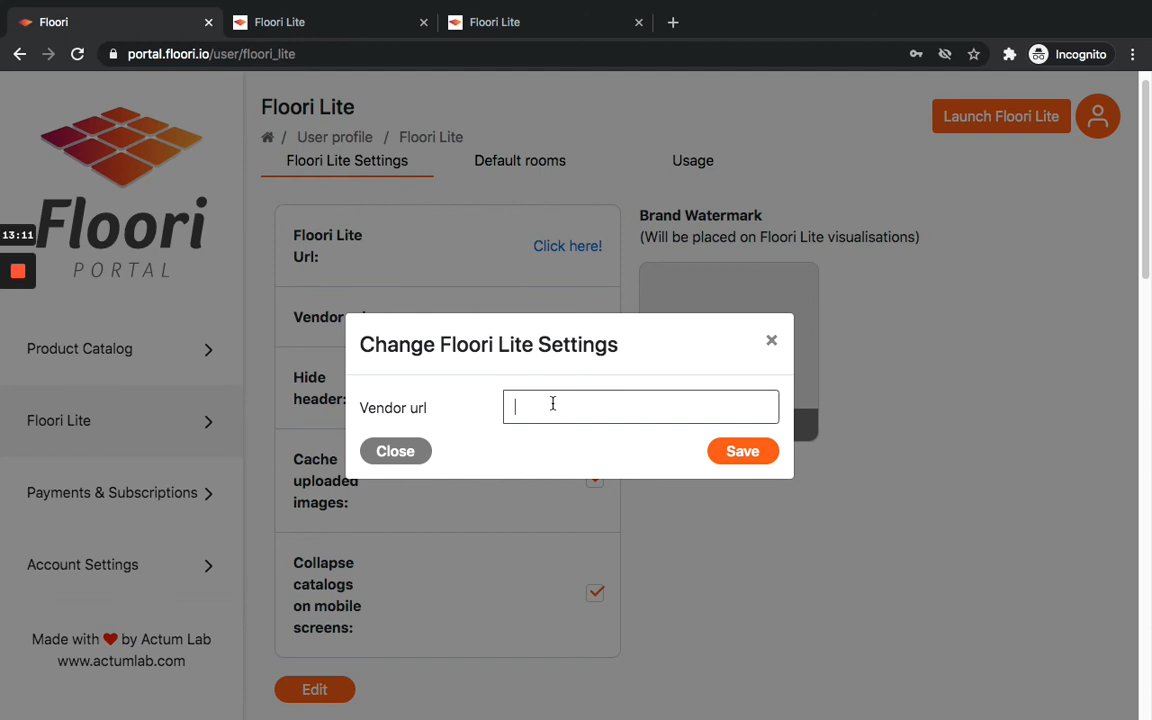 Floori
Floori Lite
Floori Lite
portal.floori.io/user/floori_lite
Incognito
Floori
PORTAL
13:11
Product Catalog
Floori Lite
Payments & Subscriptions
Account Settings
Made with ❤ by Actum Lab
www.actumlab.com
Floori Lite
/ User profile / Floori Lite
Launch Floori Lite
Floori Lite Settings
Default rooms
Usage
Floori Lite
Url:
Click here!
Vendor
Hide
header:
Cache
uploaded
images:
Collapse
catalogs
on mobile
screens:
Edit
Brand Watermark
(Will be placed on Floori Lite visualisations)
Change Floori Lite Settings
Vendor url
Close
Save